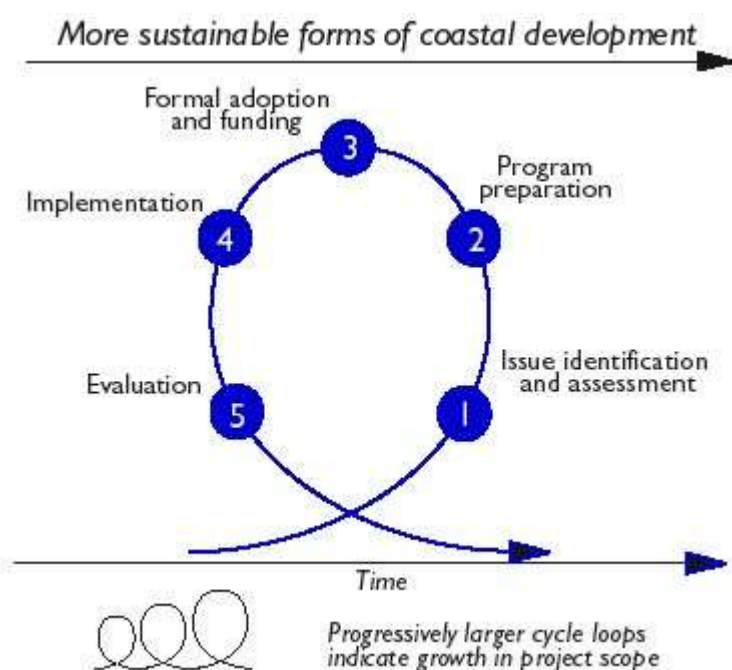 More sustainable forms of coastal development
Formal adoption
and funding
3
Program
preparation
2
Implementation
4
Issue identification
and assessment
1
Evaluation
5
Time
Progressively larger cycle loops
indicate growth in project scope